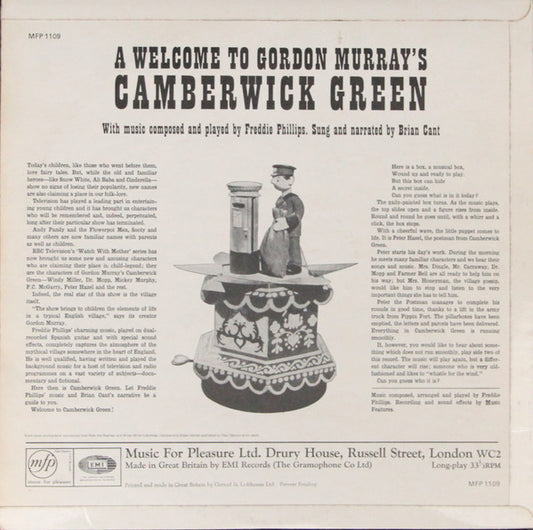 MFP 1109
A WELCOME TO GORDON MURRAY'S
CAMBERWICK GREEN
With music composed and played by Freddie Phillips. Sung and narrated by Brian Cant
Today's children, like those who went before them,
love fairy tales. But, while the old and familiar
heroes—like Snow White, Ali Baba and Cinderella—
show no signs of losing their popularity, new names
are also claiming a place in our folk-lore.
Television has played a leading part in entertain-
ing young children and it has brought on characters
who will be remembered and, indeed, perpetuated,
long after their particular show has terminated.
Andy Pandy and the Flowerpot Men, Sooty and
many others are now familiar names with parents
as well as children.
BBC Television's 'Watch With Mother' series has
now brought us some new and amusing characters
who are claiming their place in child-legend; they
are the characters of Gordon Murray's Camberwick
Green—Windy Miller, Dr. Mopp, Mickey Murphy,
P.C. McGarry, Peter Hazel and the rest.
Indeed, the real star of this show is the village
itself.
"The show brings to children the elements of life
in a typical English village," says its creator
Gordon Murray.
Freddie Phillips' charming music, played on dual-
recorded Spanish guitar and with special sound
effects, completely captures the atmosphere of the
mythical village somewhere in the heart of England.
He is well qualified, having written and played the
background music for a host of television and radio
programmes on a vast variety of subjects—docu-
mentary and fictional.
Here then is Camberwick Green. Let Freddie
Phillips' music and Brian Cant's narrative be a
guide to you.
Welcome to Camberwick Green!
Here is a box, a musical box,
Wound up and ready to play.
But this box can hide
A secret inside.
Can you guess what is in it today?
The gaily-painted box turns. As the music plays,
the top slides open and a figure rises from inside.
Round and round he goes until, with a whirr and a
click, the box stops.
With a cheerful wave, the little puppet comes to
life. It is Peter Hazel, the postman from Camberwick
Green.
Peter starts his day's work. During the morning
he meets many familiar characters and we hear their
songs and music. Mrs. Dingle, Mr. Carraway, Dr.
Mopp and Farmer Bell are all ready to help him on
his way; but Mrs. Honeyman, the village gossip,
would like him to stop and listen to the very
important things she has to tell him.
Peter the Postman manages to complete his
rounds in good time, thanks to a lift in the army
truck from Pippin Fort. The pillarboxes have been
emptied, the letters and parcels have been delivered.
Everything in Camberwick Green is running
smoothly.
If, however, you would like to hear about some-
thing which does not run smoothly, play side two of
this record. The music will play again, but a differ-
ent character will rise; someone who is very old-
fashioned and likes to "whistle for the wind."
Can you guess who it is?
Music composed, arranged and played by Freddie
Phillips. Recording and sound effects by Music
Features.
mfp
music for pleasure
EMI
Music For Pleasure Ltd. Drury House, Russell Street, London WC2
Made in Great Britain by EMI Records (The Gramophone Co Ltd)
Long-play 33⅓RPM
Printed and made in Great Britain by Garrod & Lofthouse Ltd. Patents Pending
MFP 1109